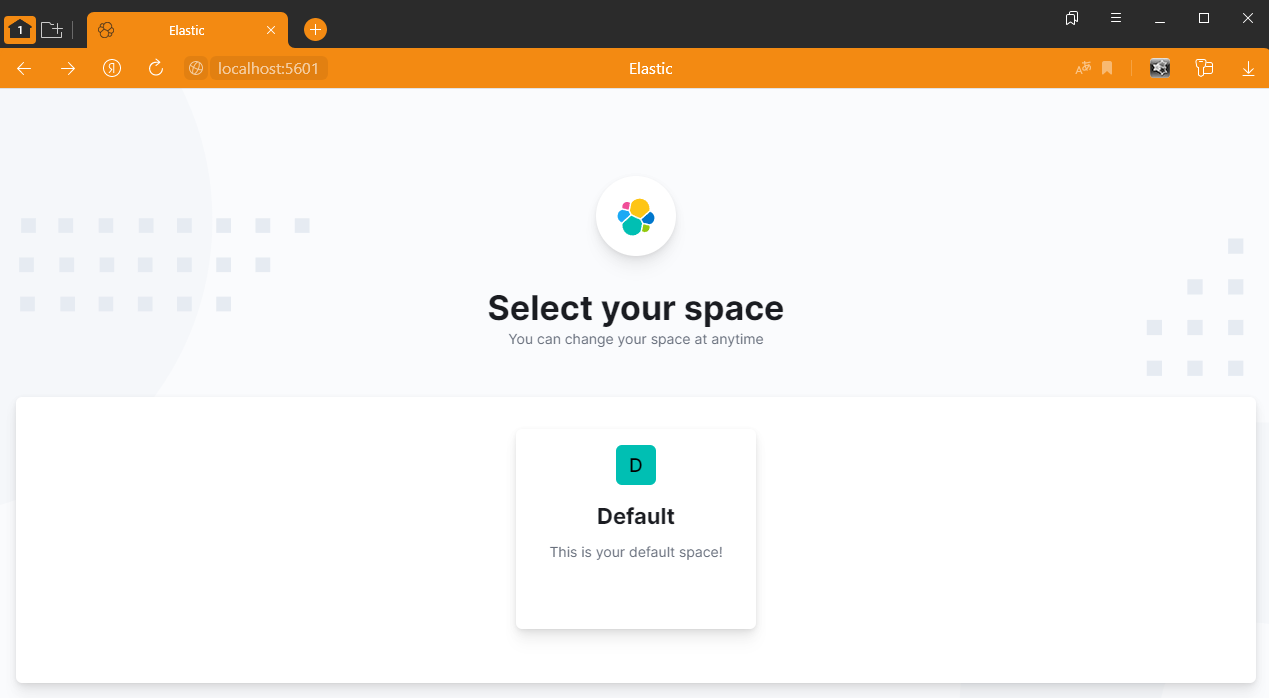 1
Elastic
Я
localhost:5601
Elastic
Select your space
You can change your space at anytime
D
Default
This is your default space!